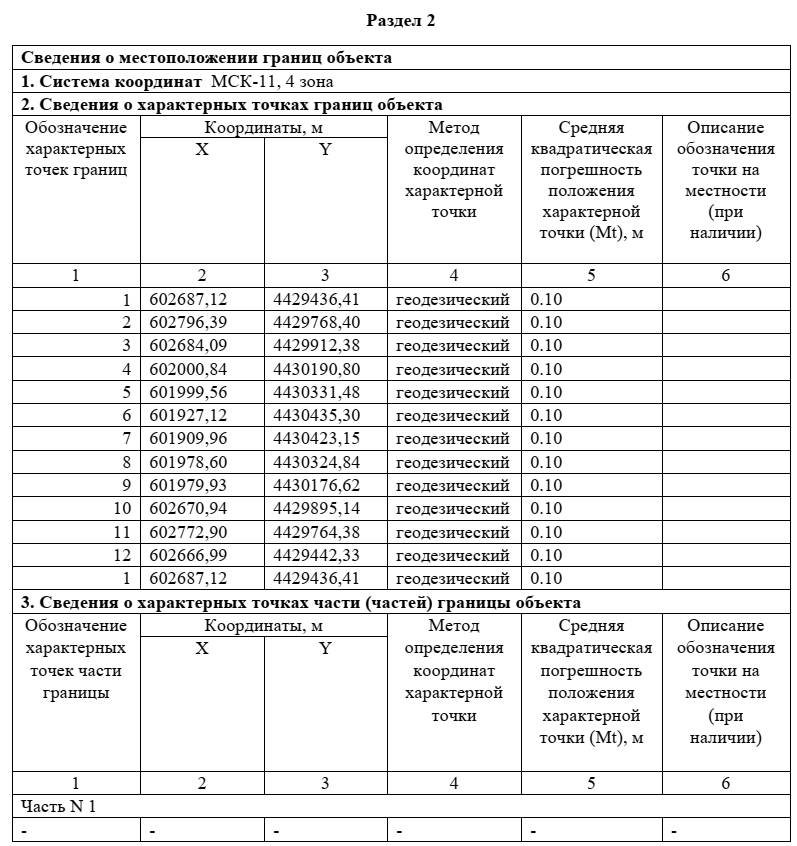 Раздел 2
Сведения о местоположении границ объекта
1. Система координат МСК-11, 4 зона
2. Сведения о характерных точках границ объекта
Обозначение характерных точек границ | Координаты, м | Метод определения координат характерной точки | Средняя квадратическая погрешность положения характерной точки (Mt), м | Описание обозначения точки на местности (при наличии)
X | Y
1 | 2 | 3 | 4 | 5 | 6
1 | 602687,12 | 4429436,41 | геодезический | 0.10
2 | 602796,39 | 4429768,40 | геодезический | 0.10
3 | 602684,09 | 4429912,38 | геодезический | 0.10
4 | 602000,84 | 4430190,80 | геодезический | 0.10
5 | 601999,56 | 4430331,48 | геодезический | 0.10
6 | 601927,12 | 4430435,30 | геодезический | 0.10
7 | 601909,96 | 4430423,15 | геодезический | 0.10
8 | 601978,60 | 4430324,84 | геодезический | 0.10
9 | 601979,93 | 4430176,62 | геодезический | 0.10
10 | 602670,94 | 4429895,14 | геодезический | 0.10
11 | 602772,90 | 4429764,38 | геодезический | 0.10
12 | 602666,99 | 4429442,33 | геодезический | 0.10
1 | 602687,12 | 4429436,41 | геодезический | 0.10
3. Сведения о характерных точках части (частей) границы объекта
Обозначение характерных точек части границы | Координаты, м | Метод определения координат характерной точки | Средняя квадратическая погрешность положения характерной точки (Mt), м | Описание обозначения точки на местности (при наличии)
X | Y
1 | 2 | 3 | 4 | 5 | 6
Часть N 1
- | - | - | - | - | -